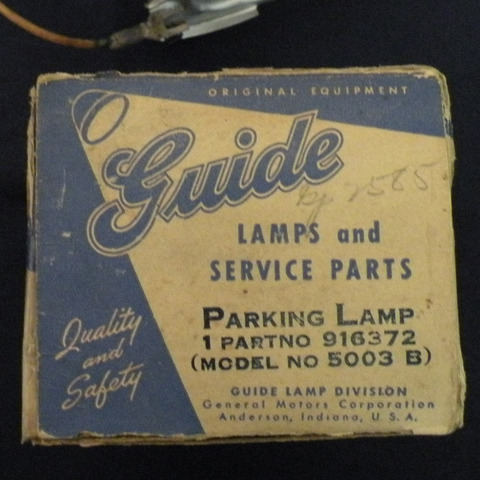 ORIGINAL EQUIPMENT
Guide
LAMPS and
SERVICE PARTS
PARKING LAMP
1 PARTNO 916372
(MODEL NO 5003 B)
Quality
and
Safety
GUIDE LAMP DIVISION
General Motors Corporation
Anderson, Indiana, U.S.A.